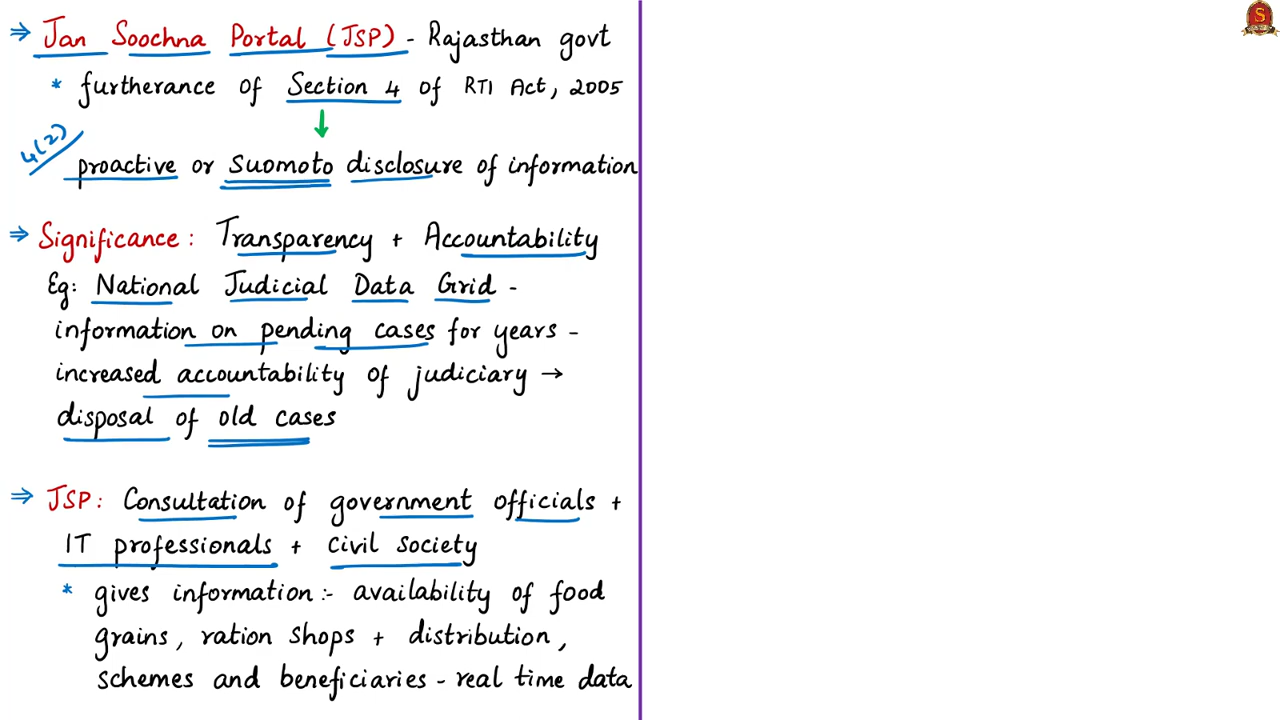 ⇒ Jan Soochna Portal (JSP) - Rajasthan govt
* furtherance of Section 4 of RTI Act, 2005
↓
4(2)
proactive or suomoto disclosure of information
⇒ Significance: Transparency + Accountability
Eg: National Judicial Data Grid -
information on pending cases for years -
increased accountability of judiciary →
disposal of old cases
⇒ JSP: Consultation of government officials +
IT professionals + civil society
* gives information:- availability of food
grains, ration shops + distribution,
schemes and beneficiaries - real time data
S